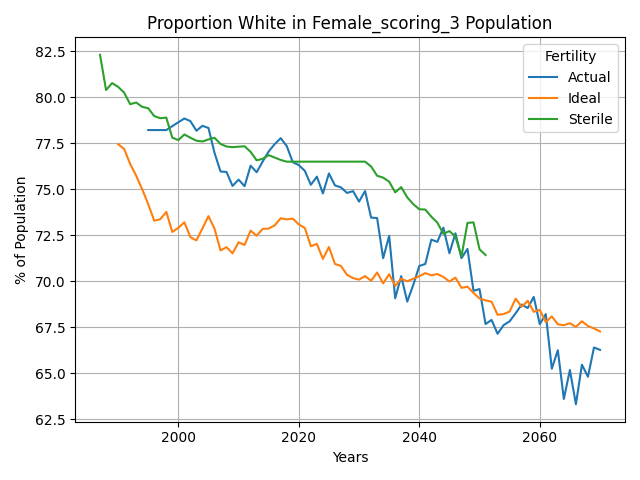 Proportion White in Female_scoring_3 Population
Fertility
Actual
Ideal
Sterile
% of Population
82.5
80.0
77.5
75.0
72.5
70.0
67.5
65.0
62.5
2000
2020
2040
2060
Years